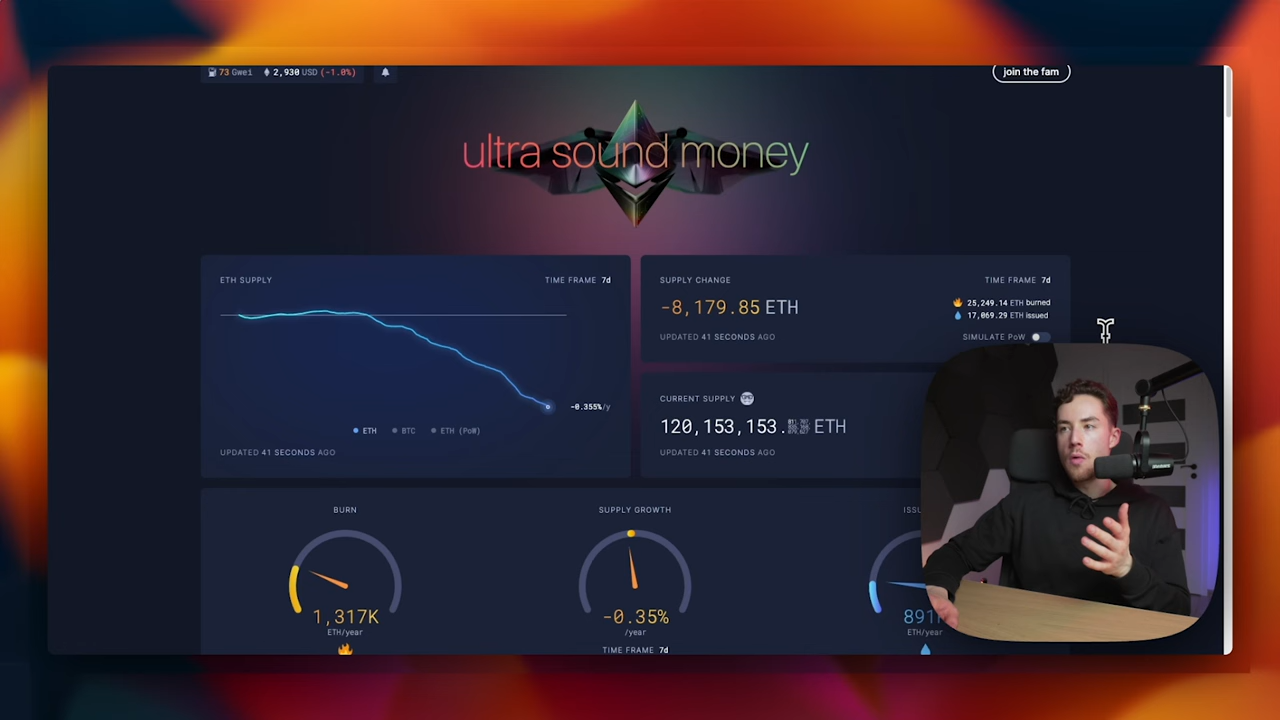 73 Gwei 2,930 USD (-1.0%)
join the fam
ultra sound money
ETH SUPPLY TIME FRAME 7d
-0.355%/y
ETH BTC ETH (PoW)
UPDATED 41 SECONDS AGO
SUPPLY CHANGE TIME FRAME 7d
-8,179.85 ETH
25,249.14 ETH burned
17,069.29 ETH issued
UPDATED 41 SECONDS AGO
SIMULATE PoW
CURRENT SUPPLY
120,153,153. ETH
UPDATED 41 SECONDS AGO
BURN
1,317K
ETH/year
SUPPLY GROWTH
-0.35%
/year
TIME FRAME 7d
891
ETH/year